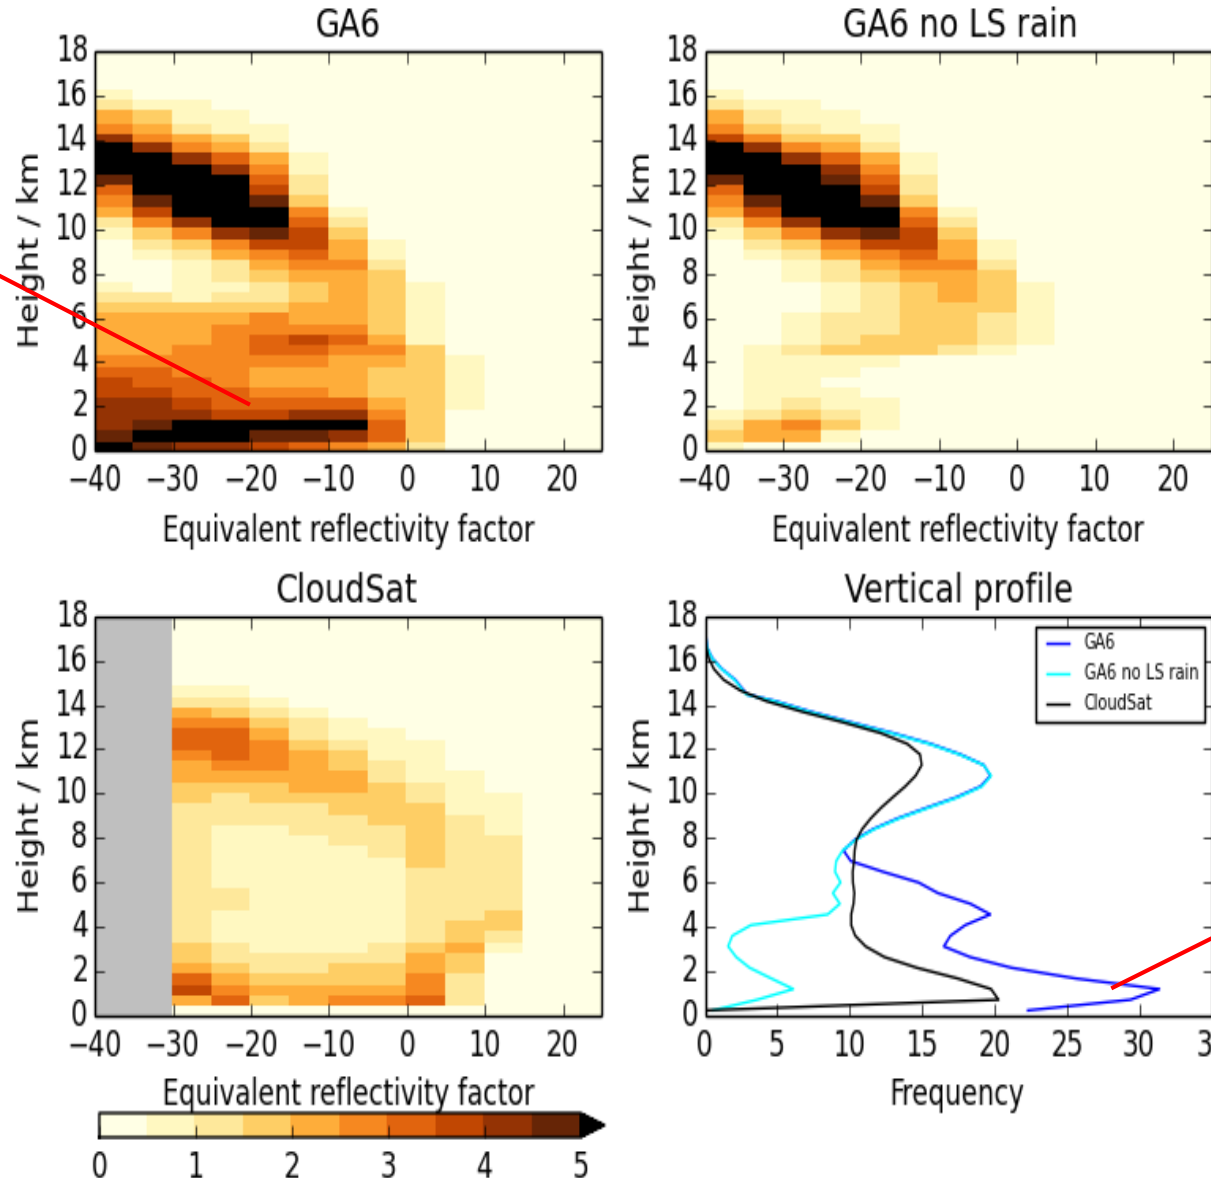 GA6
18
16
14
12
10
8
6
4
2
0
Height / km
−40 −30 −20 −10 0 10 20
Equivalent reflectivity factor
GA6 no LS rain
18
16
14
12
10
8
6
4
2
0
Height / km
−40 −30 −20 −10 0 10 20
Equivalent reflectivity factor
CloudSat
18
16
14
12
10
8
6
4
2
0
Height / km
−40 −30 −20 −10 0 10 20
Equivalent reflectivity factor
0 1 2 3 4 5
Vertical profile
GA6
GA6 no LS rain
CloudSat
18
16
14
12
10
8
6
4
2
0
Height / km
0 5 10 15 20 25 30
Frequency